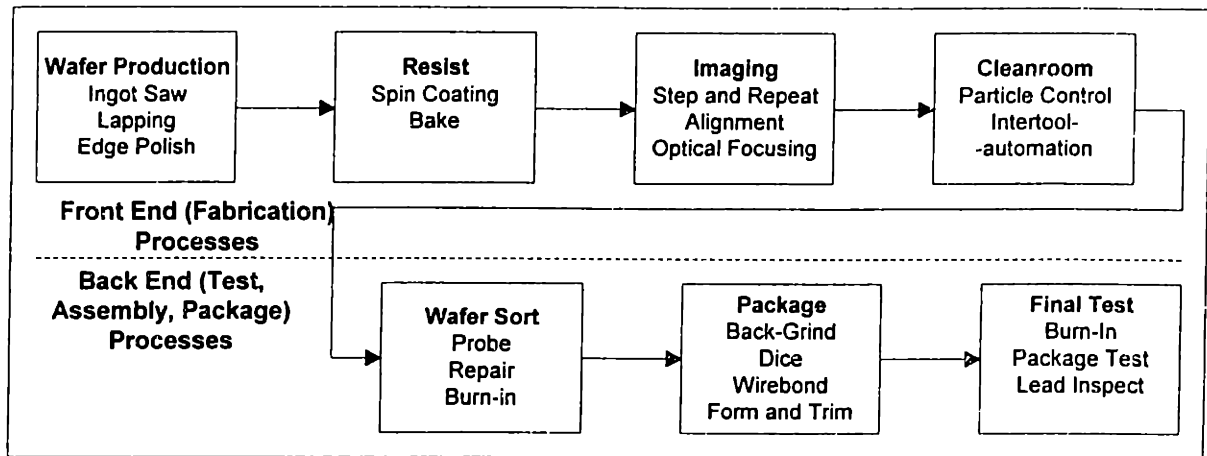 Wafer Production
Ingot Saw
Lapping
Edge Polish
Resist
Spin Coating
Bake
Imaging
Step and Repeat
Alignment
Optical Focusing
Cleanroom
Particle Control
Intertool-
-automation
Front End (Fabrication)
Processes
Back End (Test,
Assembly, Package)
Processes
Wafer Sort
Probe
Repair
Burn-in
Package
Back-Grind
Dice
Wirebond
Form and Trim
Final Test
Burn-In
Package Test
Lead Inspect